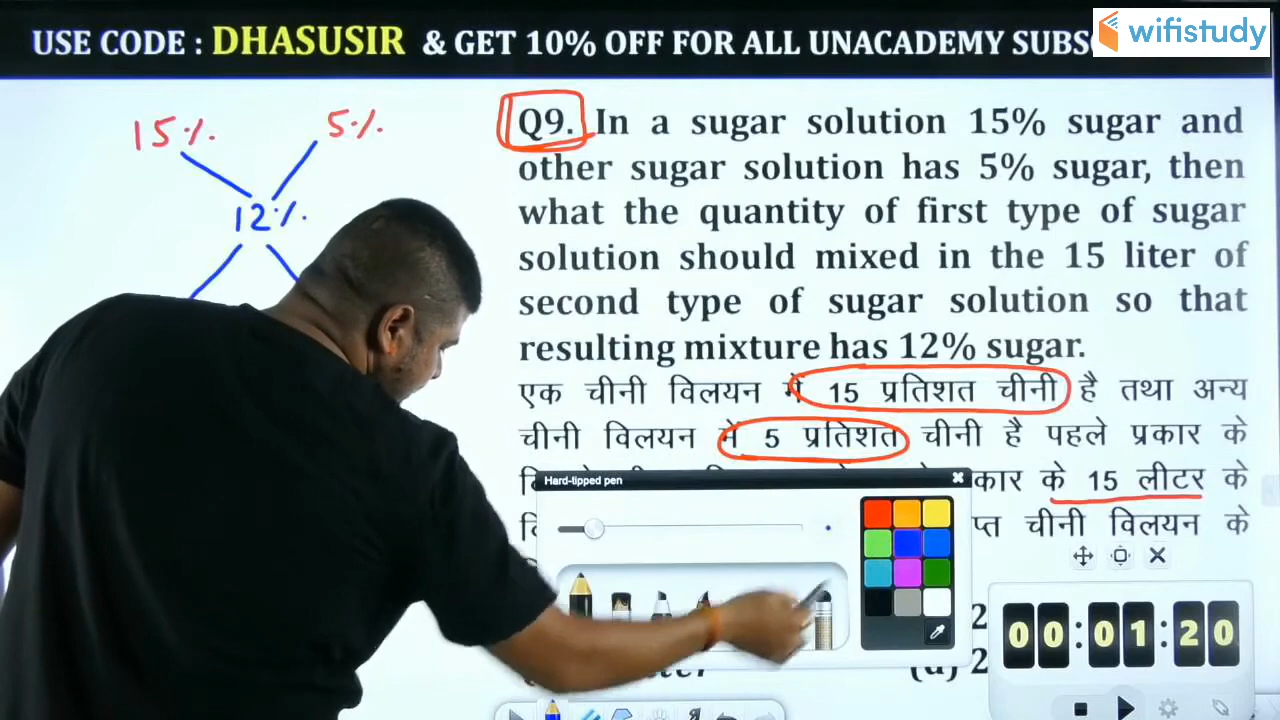 USE CODE : DHASUSIR & GET 10% OFF FOR ALL UNACADEMY SUBS
wifistudy
15% 5%
12%
Q9. In a sugar solution 15% sugar and
other sugar solution has 5% sugar, then
what the quantity of first type of sugar
solution should mixed in the 15 liter of
second type of sugar solution so that
resulting mixture has 12% sugar.
एक चीनी विलयन में 15 प्रतिशत चीनी है तथा अन्य
चीनी विलयन में 5 प्रतिशत चीनी है पहले प्रकार के
के 15 लीटर के
चीनी विलयन के
Hard-tipped pen
00:01:20